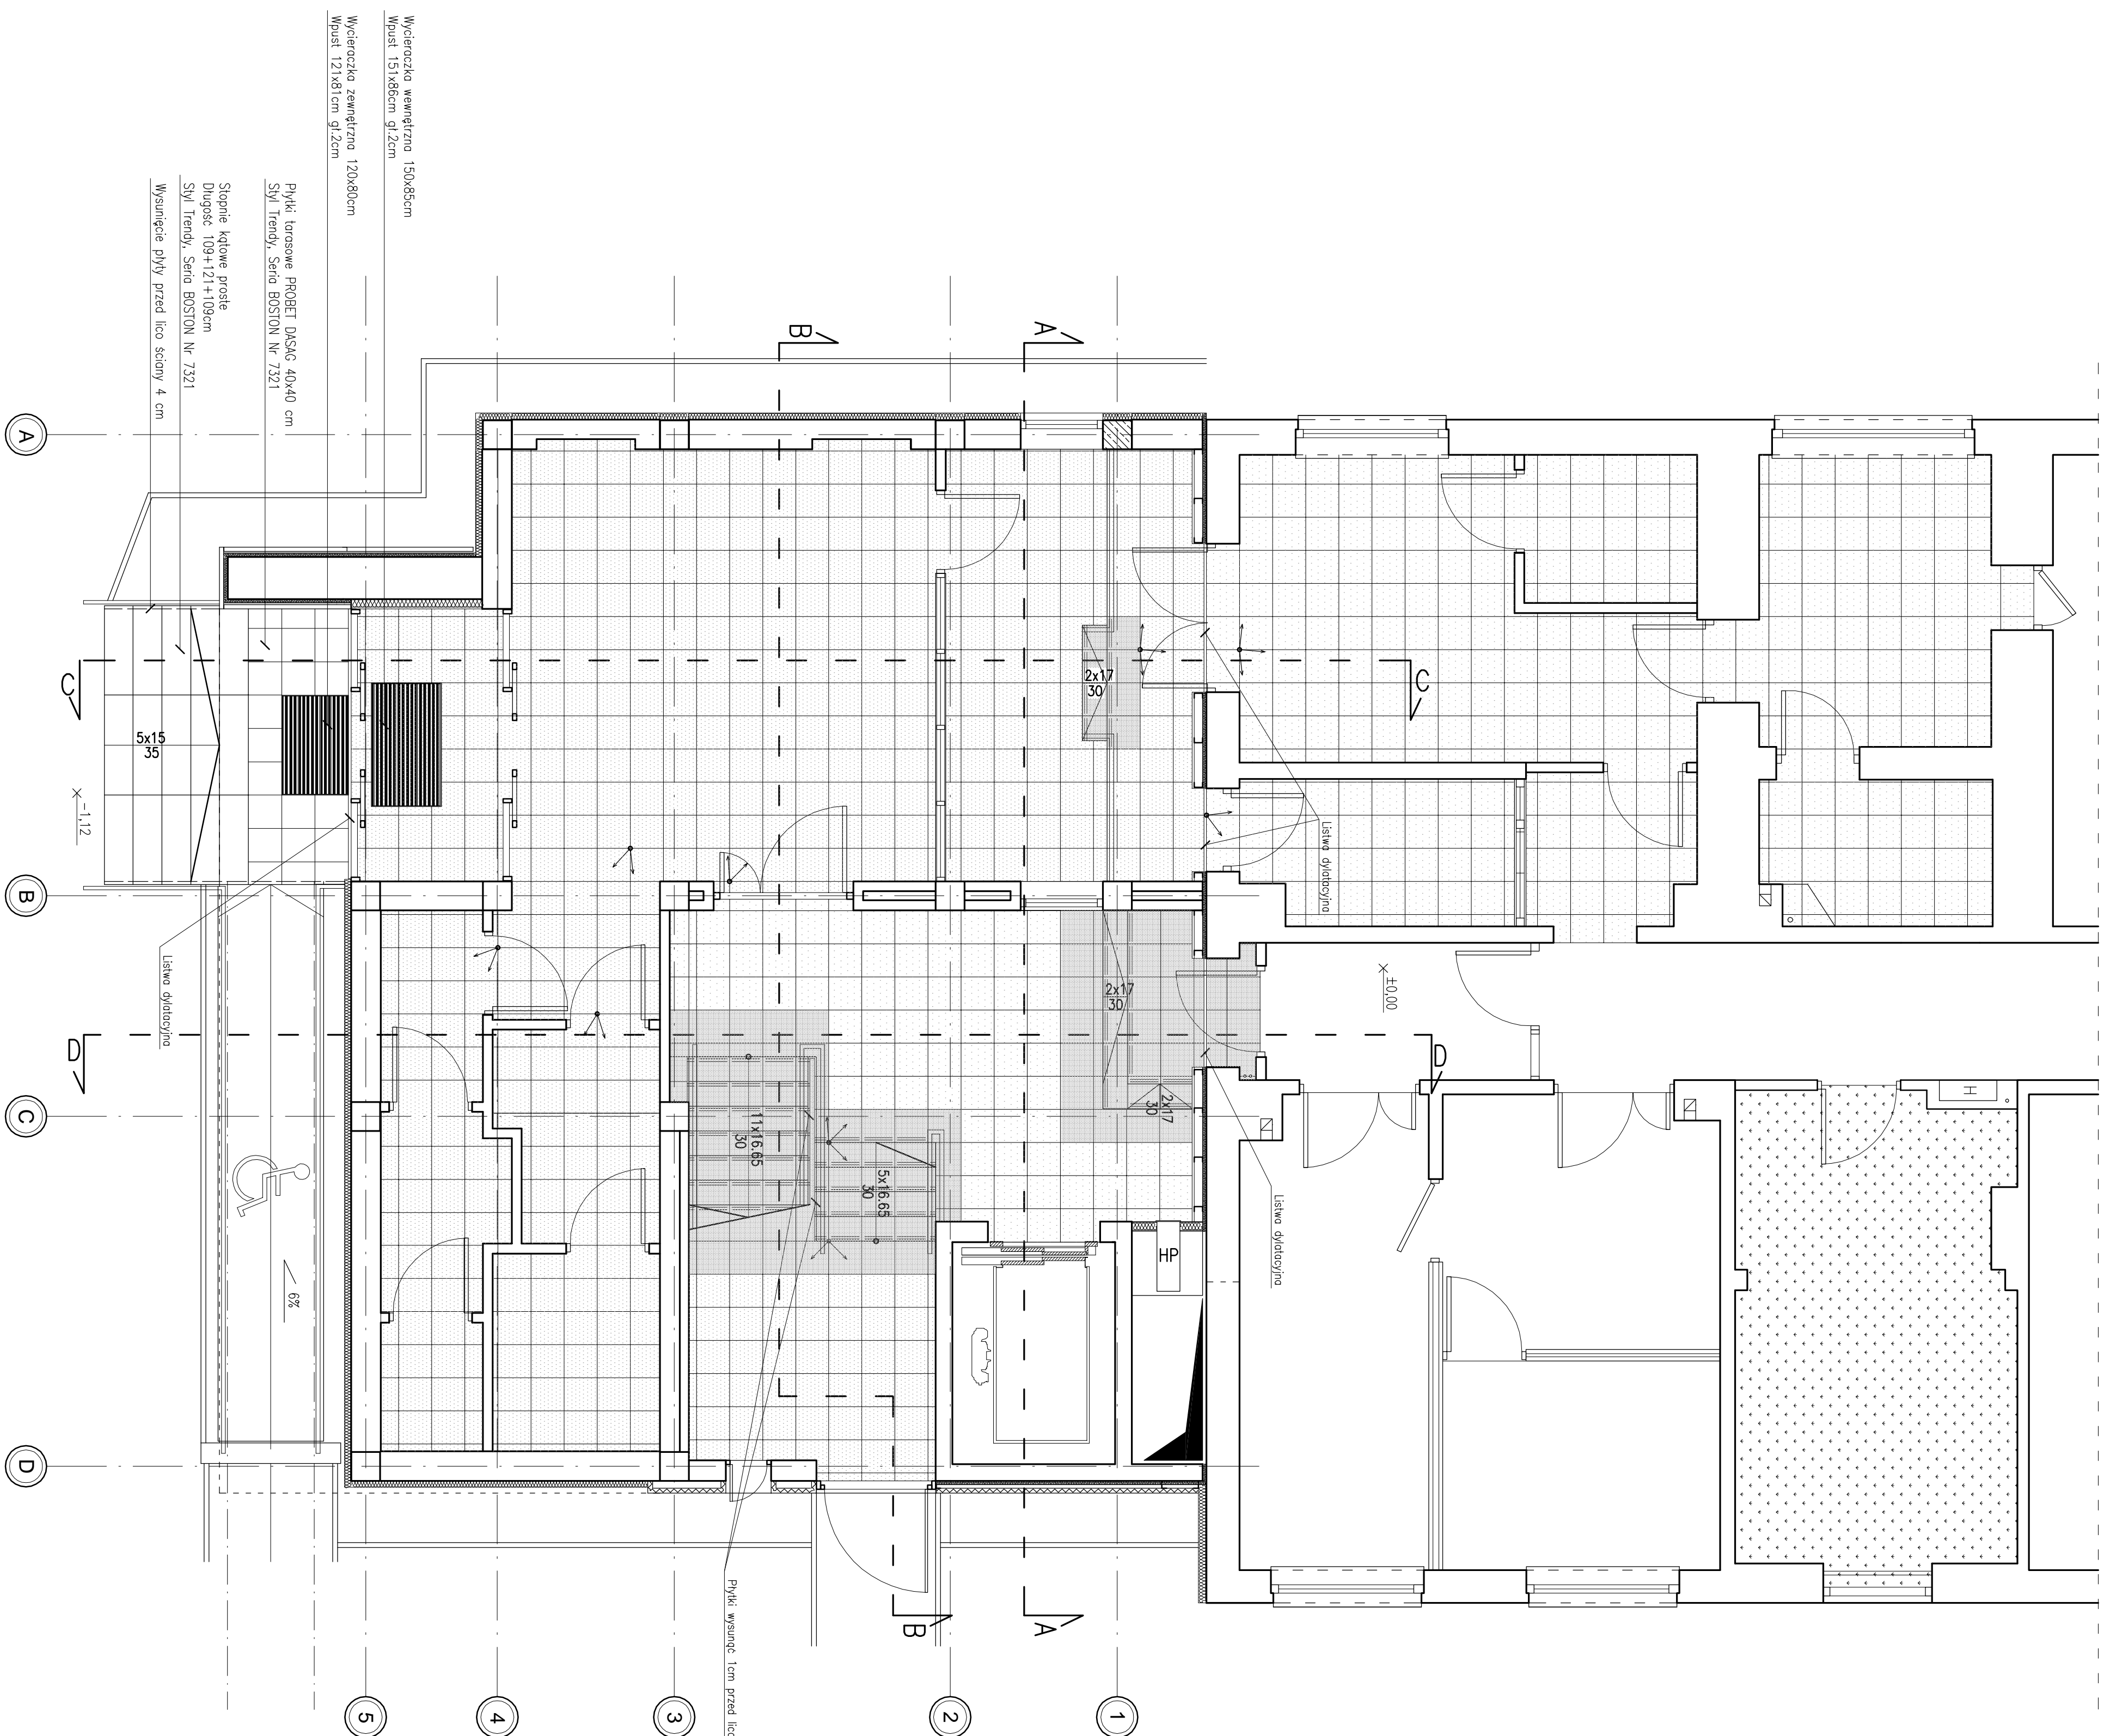 Wycieraczka wewnętrzna 150x85cm
Wpust 151x86cm gł.2cm
Wycieraczka zewnętrzna 120x80cm
Wpust 121x81cm gł.2cm
Płytki tarasowe PROBET DASAG 40x40 cm
Styl Trendy, Seria BOSTON Nr 7321
Stopnie kątowe proste
Długość 109+121+109cm
Styl Trendy, Seria BOSTON Nr 7321
Wysunięcie płyty przed lico ściany 4 cm
A
B
C
D
5
4
3
2
1
A
A
B
B
C
C
D
D
5x15
35
-1,12
±0,00
2x17
30
2x17
30
2x17
30
11x16.65
30
5x16.65
30
HP
H
6%
Listwa dylatacyjna
Listwa dylatacyjna
Listwa dylatacyjna
Płytki wysunąć 1cm przed lico